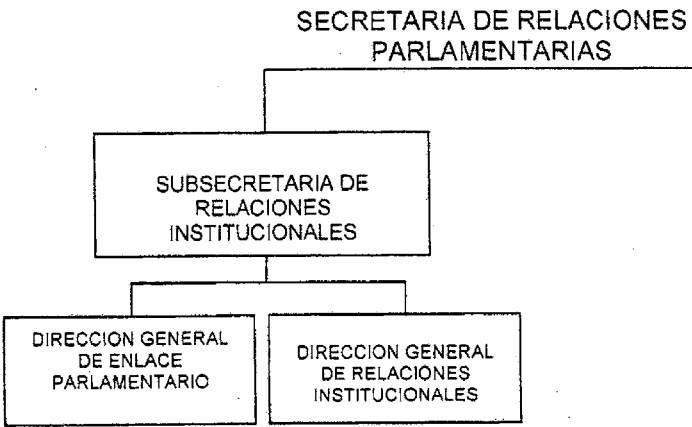 SECRETARIA DE RELACIONES
PARLAMENTARIAS
SUBSECRETARIA DE
RELACIONES
INSTITUCIONALES
DIRECCION GENERAL
DE ENLACE
PARLAMENTARIO
DIRECCION GENERAL
DE RELACIONES
INSTITUCIONALES